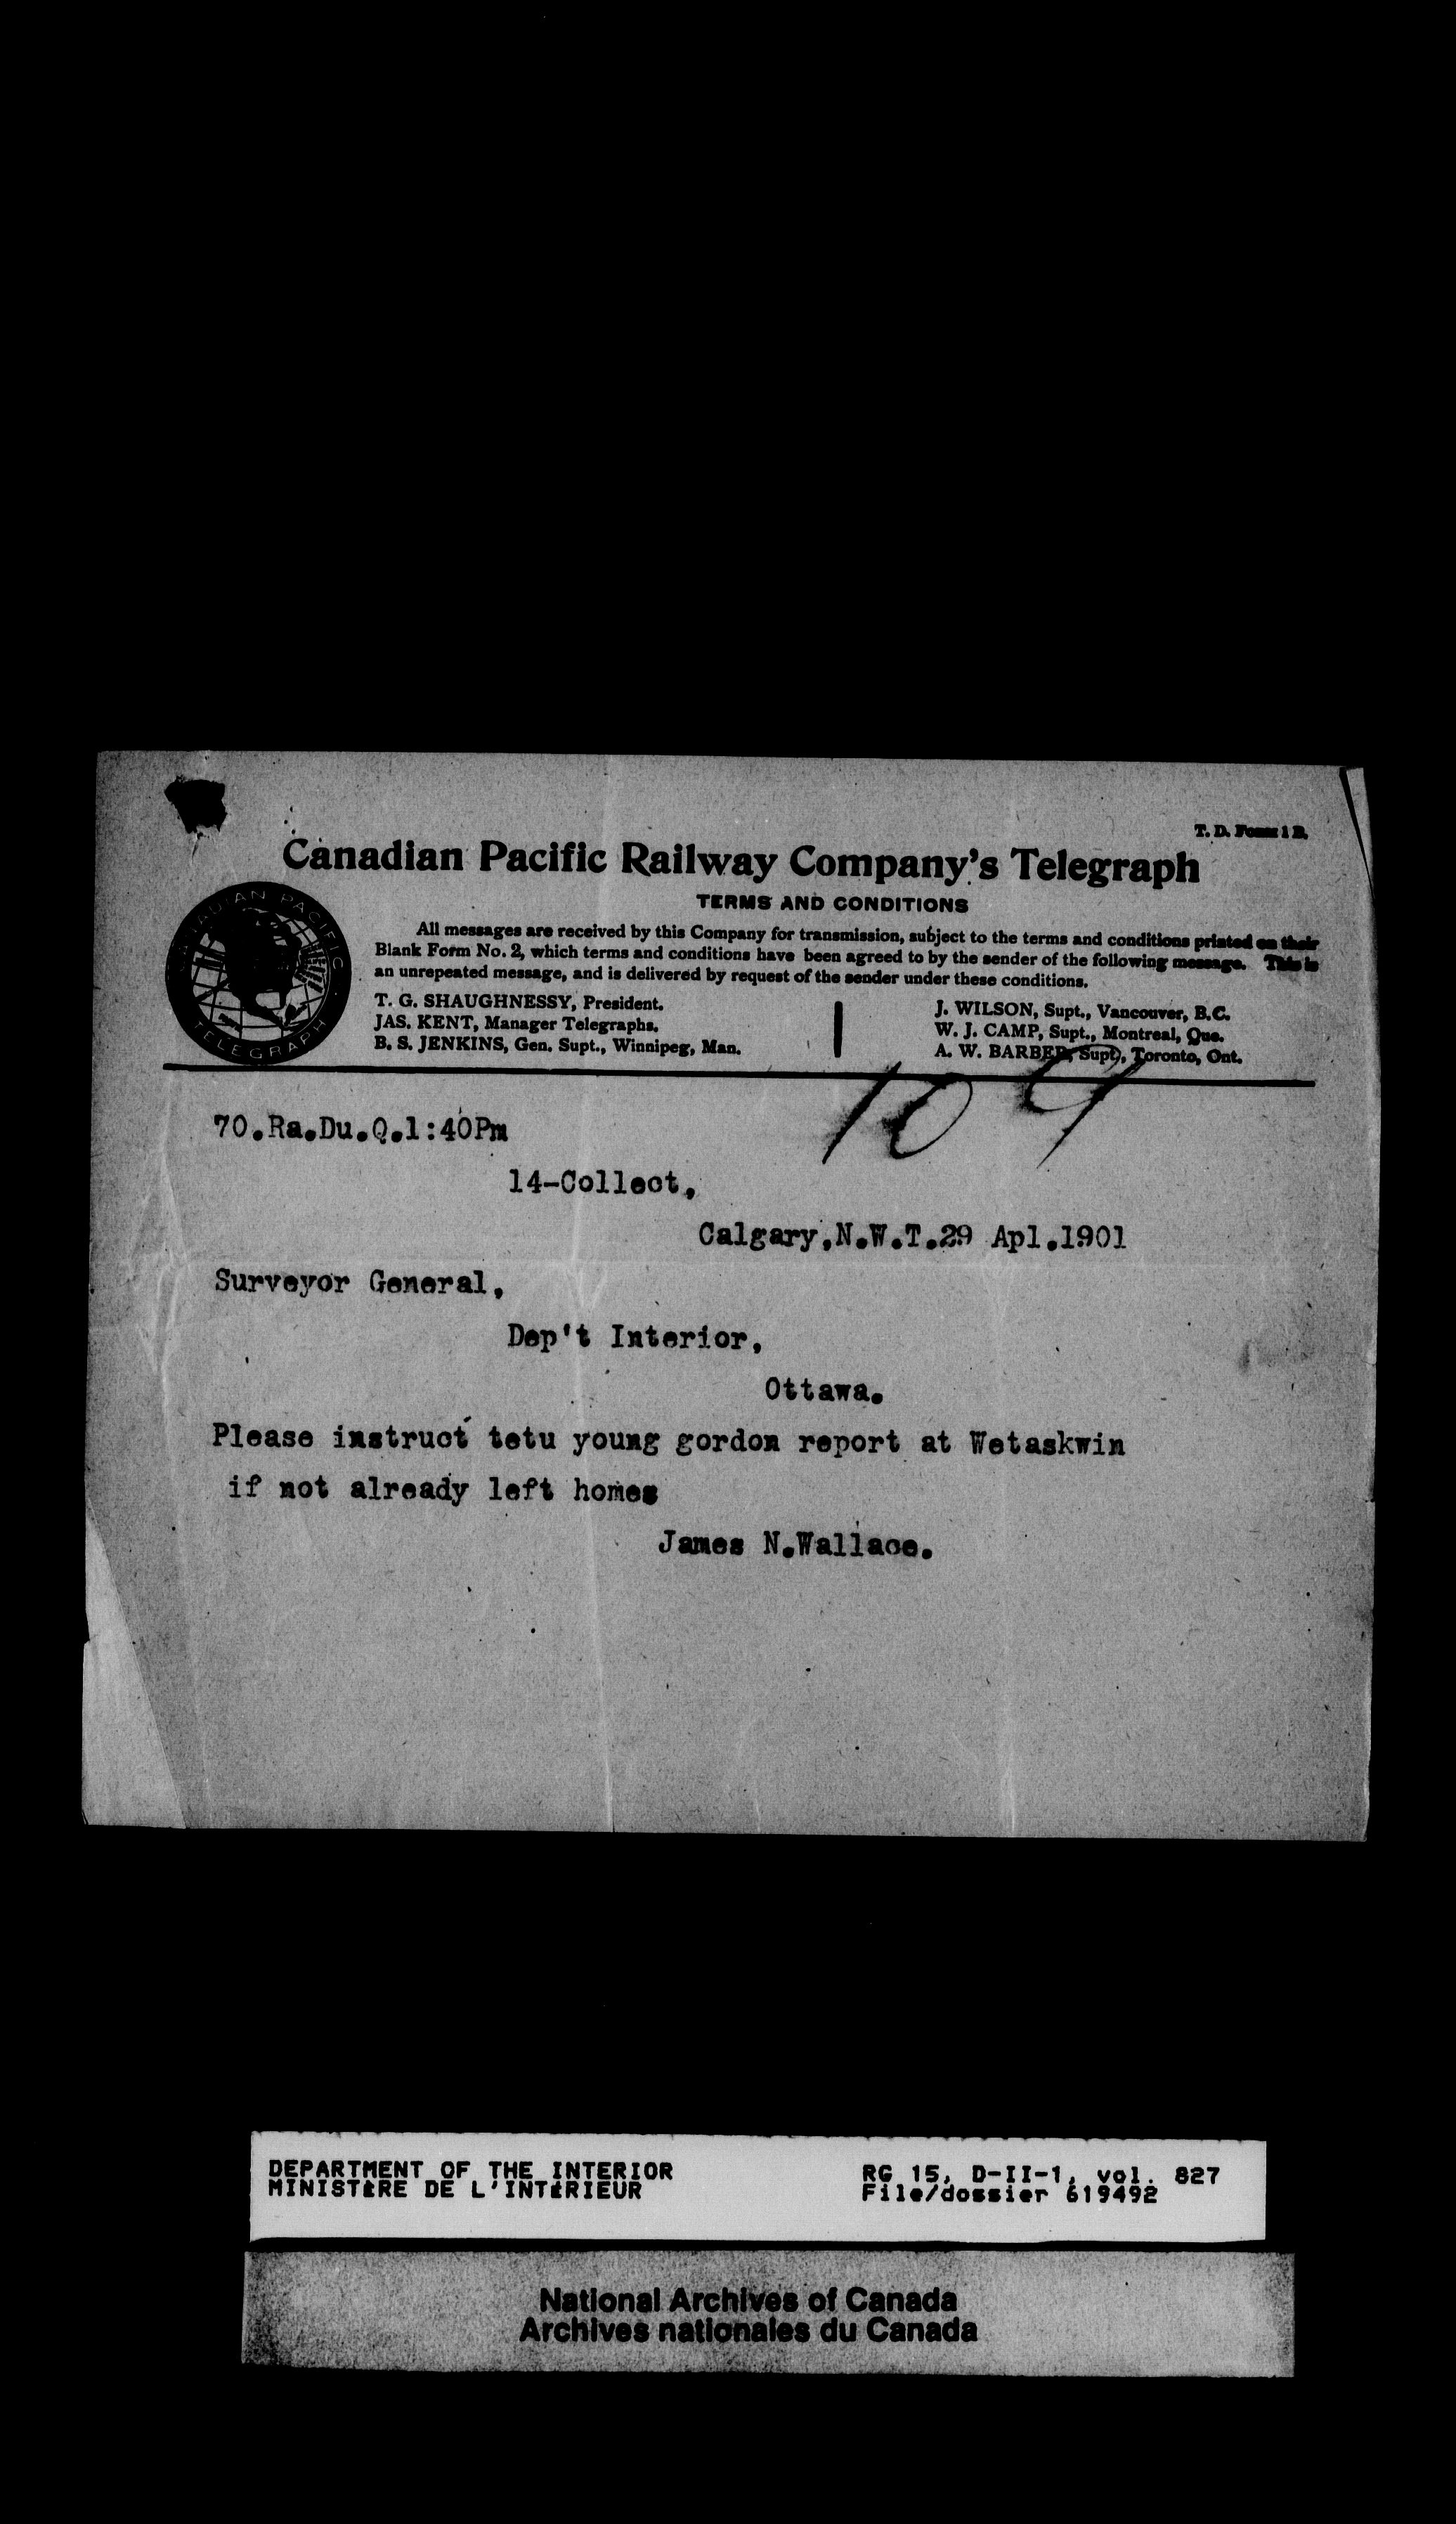 T. D. Form 1 B.
Canadian Pacific Railway Company's Telegraph
TERMS AND CONDITIONS
CANADIAN PACIFIC
TELEGRAPH
All messages are received by this Company for transmission, subject to the terms and conditions printed on their
Blank Form No. 2, which terms and conditions have been agreed to by the sender of the following message. This is
an unrepeated message, and is delivered by request of the sender under these conditions.
T. G. SHAUGHNESSY, President.
JAS. KENT, Manager Telegraphs.
B. S. JENKINS, Gen. Supt., Winnipeg, Man.
J. WILSON, Supt., Vancouver, B.C.
W. J. CAMP, Supt., Montreal, Que.
A. W. BARBER, Supt., Toronto, Ont.
109
70.Ra.Du.Q.1:40Pm
14-Collect,
Calgary,N.W.T.29 Apl.1901
Surveyor General,
Dep't Interior,
Ottawa.
Please instruct tetu young gordon report at Wetaskwin
if not already left homes
James N.Wallace.
DEPARTMENT OF THE INTERIOR
MINISTÈRE DE L'INTÉRIEUR
RG 15, D-II-1, vol. 827
File/dossier 619492
National Archives of Canada
Archives nationales du Canada